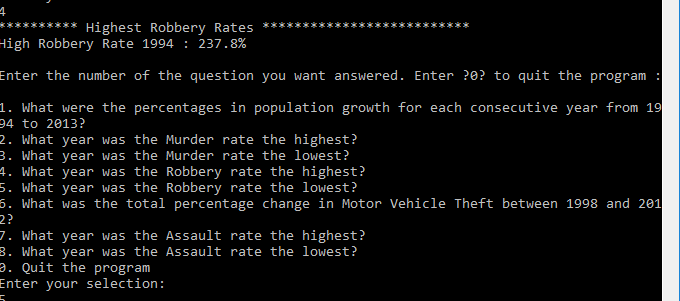 4
********** Highest Robbery Rates **************************
High Robbery Rate 1994 : 237.8%
Enter the number of the question you want answered. Enter ?0? to quit the program :
1. What were the percentages in population growth for each consecutive year from 19
94 to 2013?
2. What year was the Murder rate the highest?
3. What year was the Murder rate the lowest?
4. What year was the Robbery rate the highest?
5. What year was the Robbery rate the lowest?
6. What was the total percentage change in Motor Vehicle Theft between 1998 and 201
2?
7. What year was the Assault rate the highest?
8. What year was the Assault rate the lowest?
0. Quit the program
Enter your selection:
5